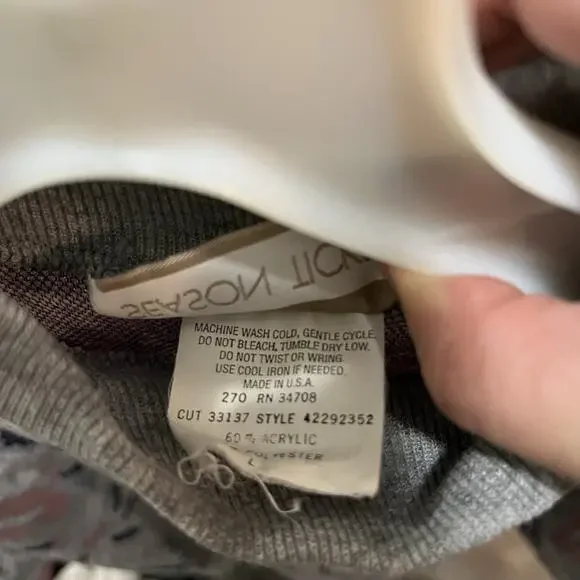 SEASON TICK
MACHINE WASH COLD, GENTLE CYCLE.
DO NOT BLEACH, TUMBLE DRY LOW.
DO NOT TWIST OR WRING.
USE COOL IRON IF NEEDED.
MADE IN U.S.A.
270 RN 34708
CUT 33137 STYLE 42292352
60% ACRYLIC
POLYESTER